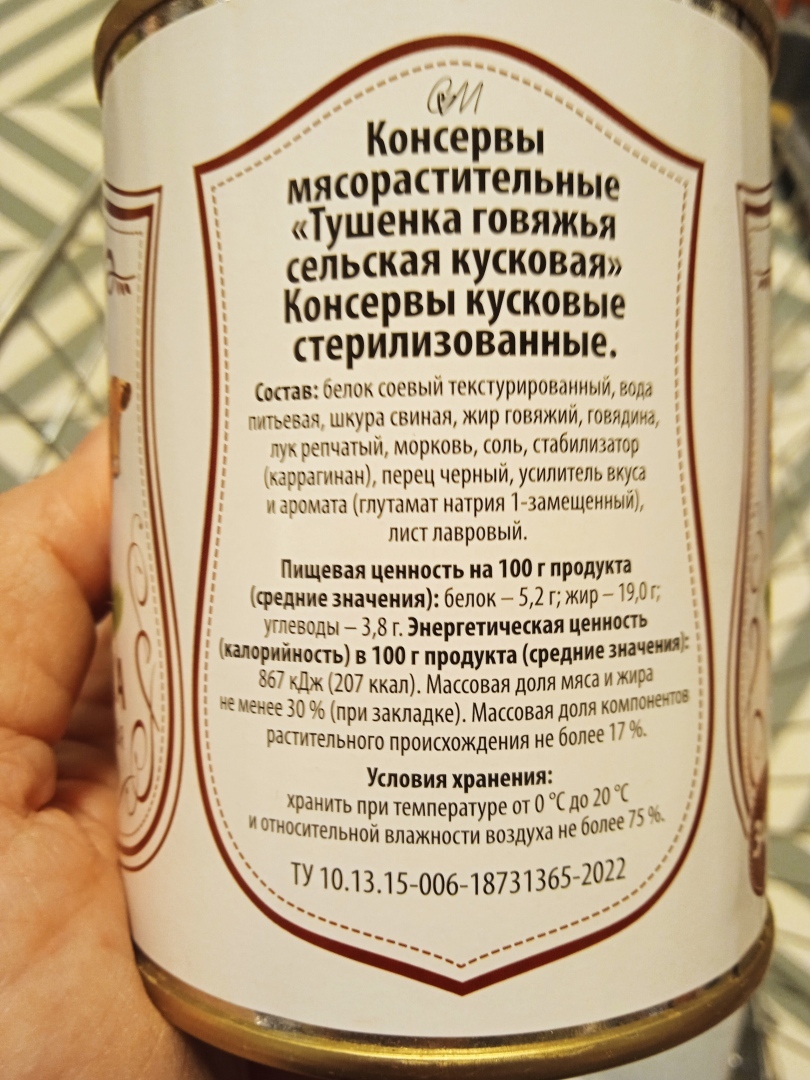 Консервы
мясорастительные
«Тушенка говяжья
сельская кусковая»
Консервы кусковые
стерилизованные.
Состав: белок соевый текстурированный, вода
питьевая, шкура свиная, жир говяжий, говядина,
лук репчатый, морковь, соль, стабилизатор
(каррагинан), перец черный, усилитель вкуса
и аромата (глутамат натрия 1-замещенный),
лист лавровый.
Пищевая ценность на 100 г продукта
(средние значения): белок – 5,2 г; жир – 19,0 г;
углеводы – 3,8 г. Энергетическая ценность
(калорийность) в 100 г продукта (средние значения):
867 кДж (207 ккал). Массовая доля мяса и жира
не менее 30 % (при закладке). Массовая доля компонентов
растительного происхождения не более 17 %.
Условия хранения:
хранить при температуре от 0 °С до 20 °С
и относительной влажности воздуха не более 75 %.
ТУ 10.13.15-006-18731365-2022